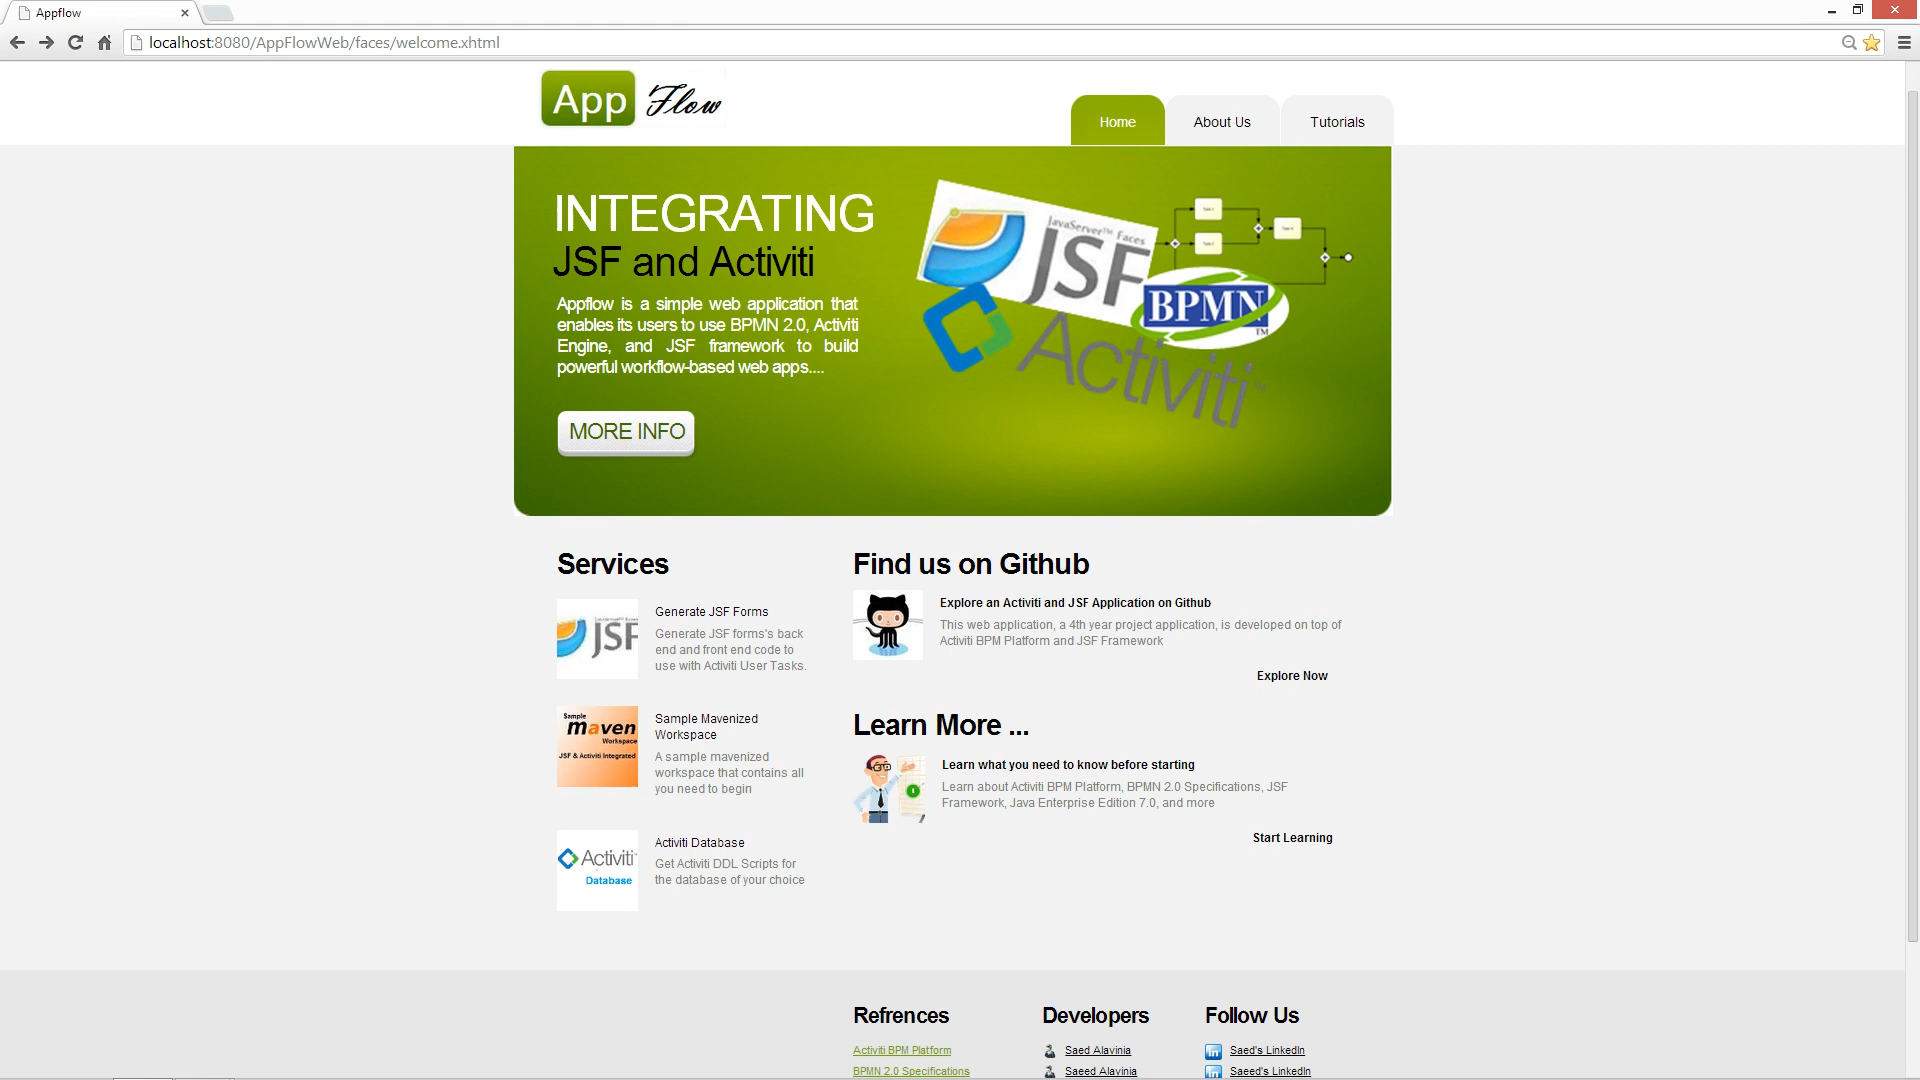 Appflow
localhost:8080/AppFlowWeb/faces/welcome.xhtml
App Flow
Home
About Us
Tutorials
INTEGRATING
JSF and Activiti
Appflow is a simple web application that
enables its users to use BPMN 2.0, Activiti
Engine, and JSF framework to build
powerful workflow-based web apps....
MORE INFO
JavaServer™ Faces
JSF
BPMN
TM
Activiti
Services
JSF
Generate JSF Forms
Generate JSF forms's back
end and front end code to
use with Activiti User Tasks.
Sample
maven
Workspace
JSF & Activiti Integrated
Sample Mavenized
Workspace
A sample mavenized
workspace that contains all
you need to begin
Activiti
Database
Activiti Database
Get Activiti DDL Scripts for
the database of your choice
Find us on Github
Explore an Activiti and JSF Application on Github
This web application, a 4th year project application, is developed on top of
Activiti BPM Platform and JSF Framework
Explore Now
Learn More ...
Learn what you need to know before starting
Learn about Activiti BPM Platform, BPMN 2.0 Specifications, JSF
Framework, Java Enterprise Edition 7.0, and more
Start Learning
Refrences
Activiti BPM Platform
BPMN 2.0 Specifications
Developers
Saed Alavinia
Saeed Alavinia
Follow Us
in Saed's LinkedIn
in Saeed's LinkedIn